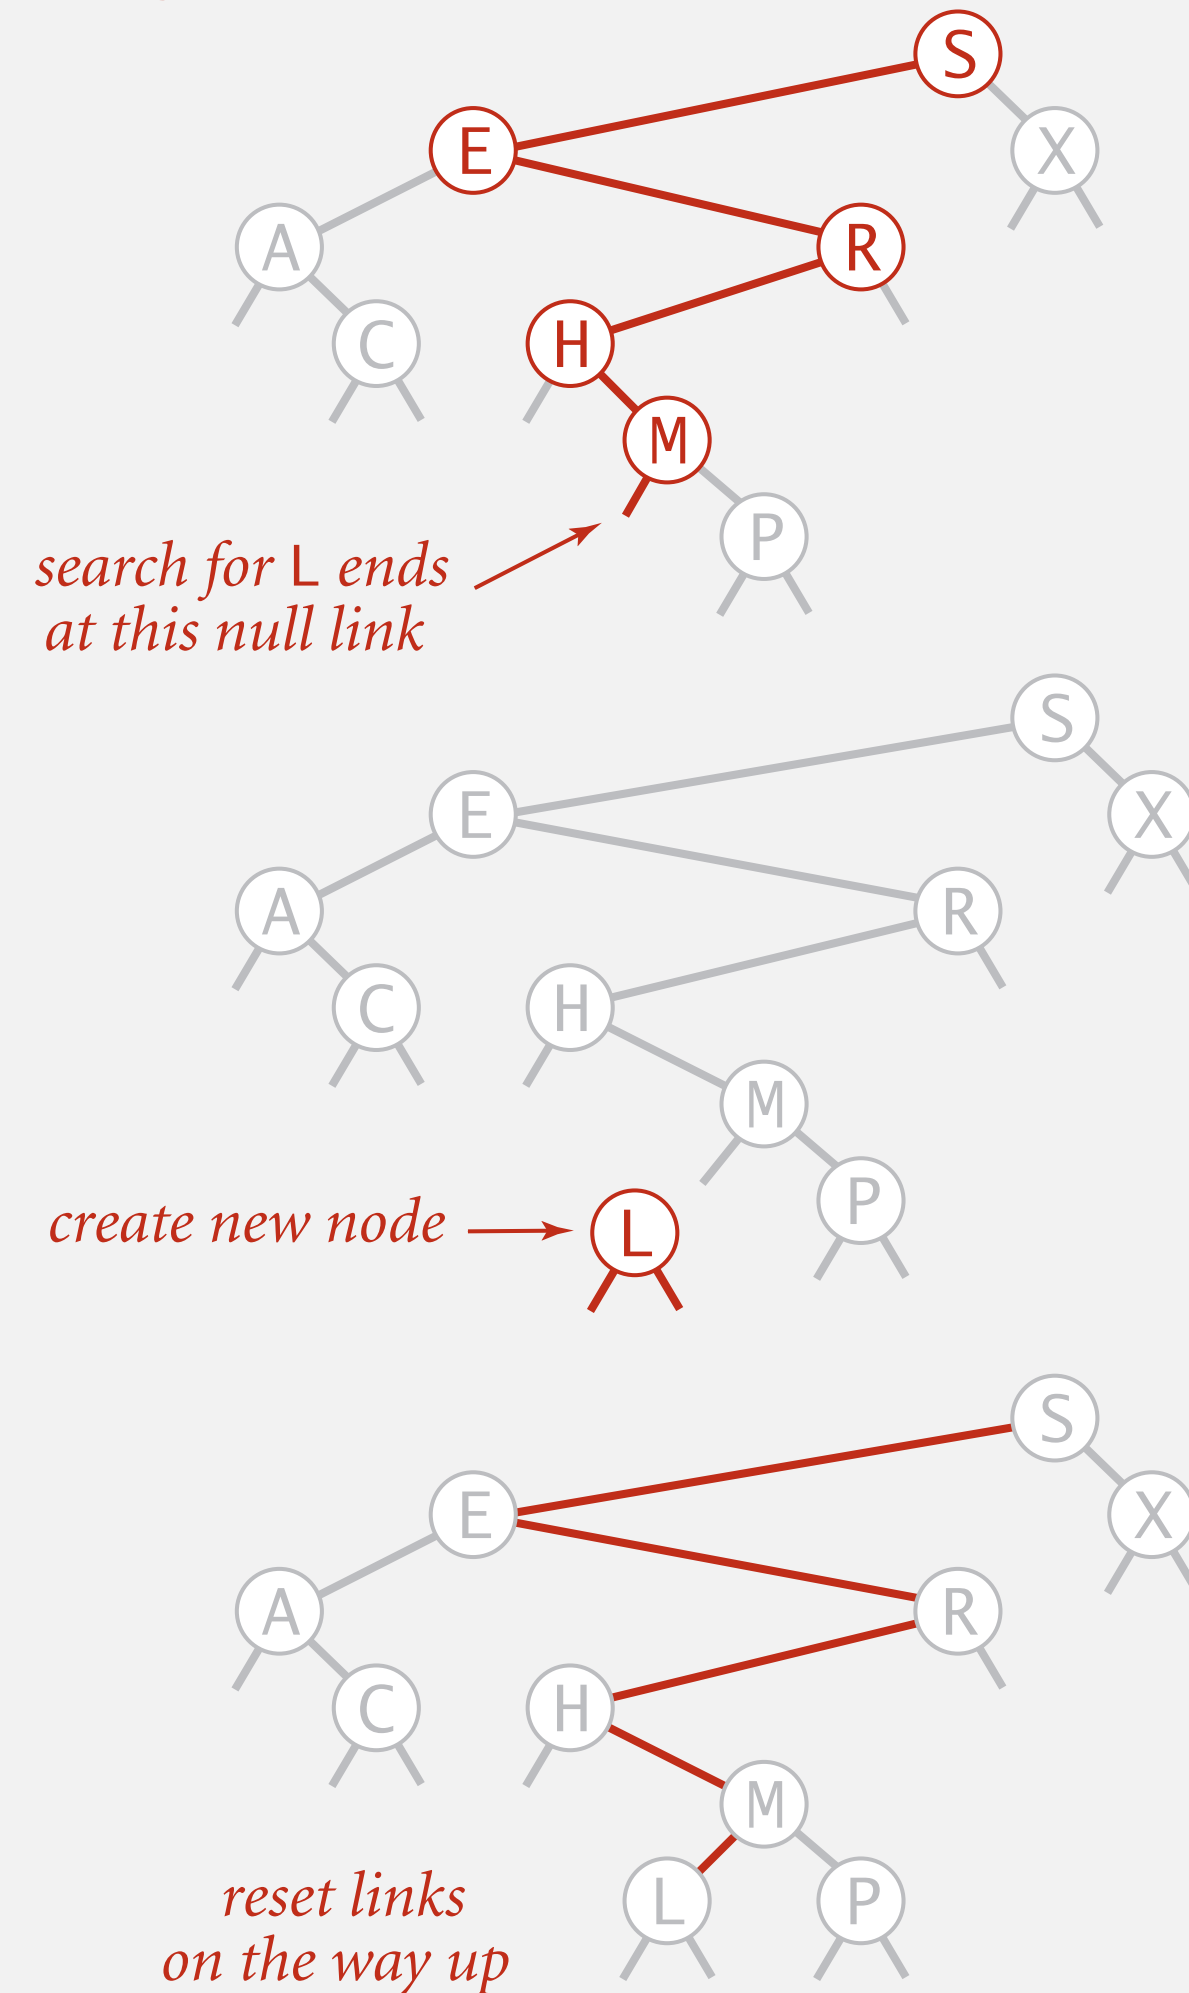 S
E
X
A
R
C
H
M
P
search for L ends
at this null link
S
E
X
A
R
C
H
M
P
create new node
L
S
E
X
A
R
C
H
M
L
P
reset links
on the way up